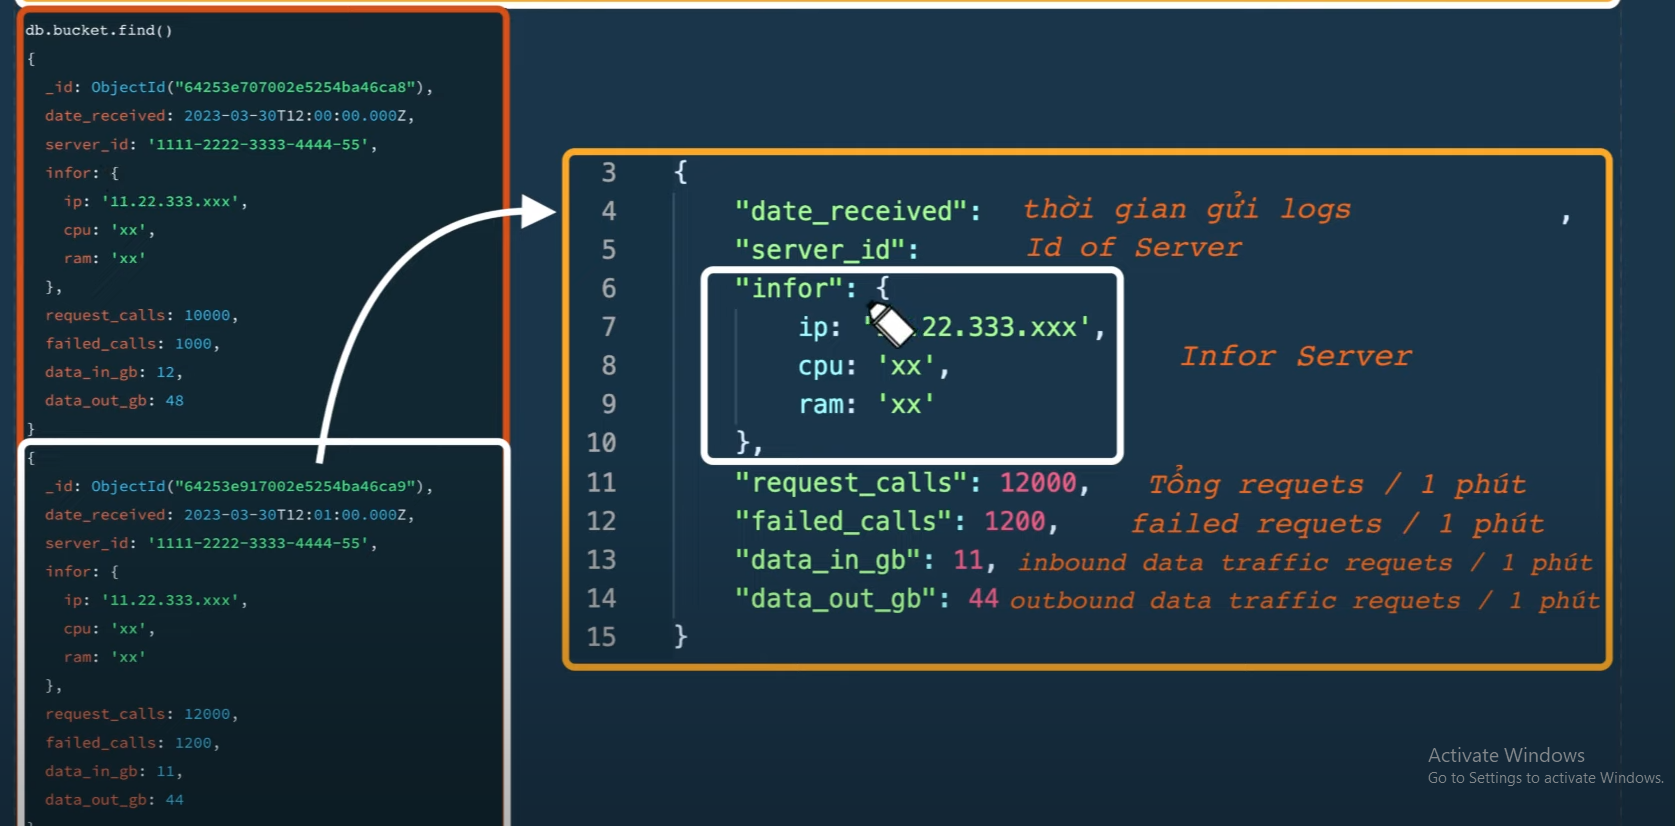 db.bucket.find()
{
_id: ObjectId("64253e707002e5254ba46ca8"),
date_received: 2023-03-30T12:00:00.000Z,
server_id: '1111-2222-3333-4444-55',
infor: {
ip: '11.22.333.xxx',
cpu: 'xx',
ram: 'xx'
},
request_calls: 10000,
failed_calls: 1000,
data_in_gb: 12,
data_out_gb: 48
}
{
_id: ObjectId("64253e917002e5254ba46ca9"),
date_received: 2023-03-30T12:01:00.000Z,
server_id: '1111-2222-3333-4444-55',
infor: {
ip: '11.22.333.xxx',
cpu: 'xx',
ram: 'xx'
},
request_calls: 12000,
failed_calls: 1200,
data_in_gb: 11,
data_out_gb: 44
3 {
4 "date_received": thời gian gửi logs ,
5 "server_id": Id of Server
6 "infor": {
7 ip: '22.333.xxx',
8 cpu: 'xx',
Infor Server
9 ram: 'xx'
10 },
11 "request_calls": 12000, Tổng requets / 1 phút
12 "failed_calls": 1200, failed requets / 1 phút
13 "data_in_gb": 11, inbound data traffic requets / 1 phút
14 "data_out_gb": 44 outbound data traffic requets / 1 phút
15 }
Activate Windows
Go to Settings to activate Windows.